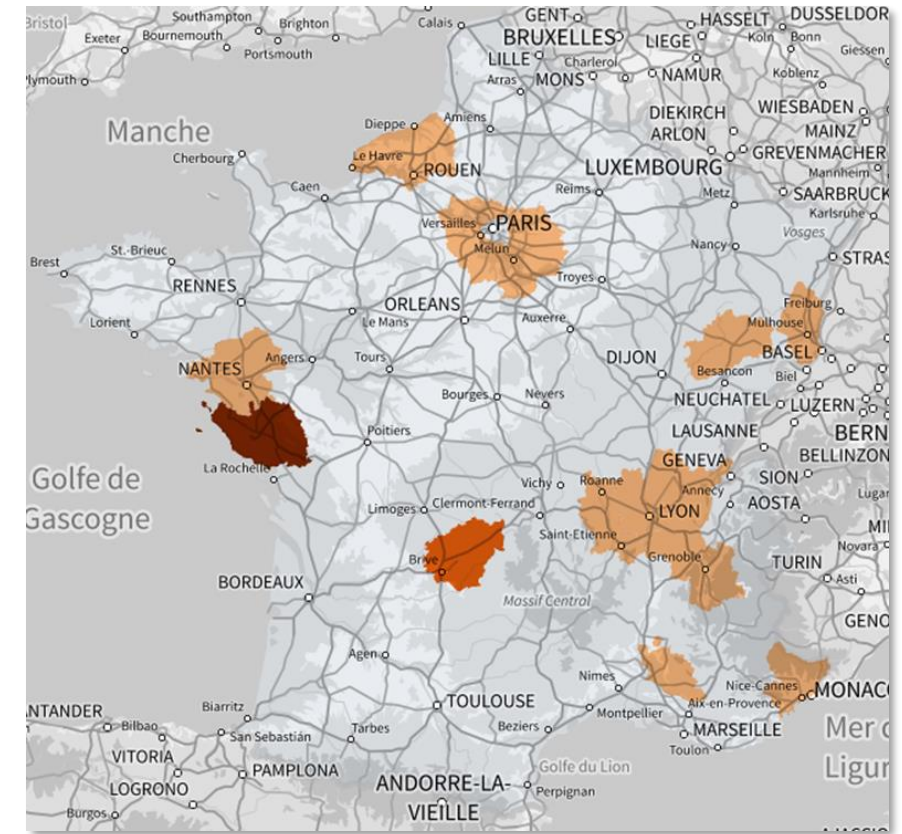 Bristol
Southampton
Brighton
Calais
GENT
HASSELT
DUSSELDOR
Exeter
Bournemouth
Portsmouth
BRUXELLES
LIEGE
Köln
Bonn
Giessen
LILLE
Charleroi
Plymouth
Arras
MONS
NAMUR
Koblenz
Manche
Dieppe
Amiens
DIEKIRCH
WIESBADEN
ARLON
MAINZ
Cherbourg
Le Havre
ROUEN
LUXEMBOURG
GREVENMACHER
Mannheim
Caen
Reims
Metz
SAARBRUCK
Versailles
PARIS
Karlsruhe
Melun
Vosges
Brest
St.-Brieuc
Nancy
STRAS
RENNES
Troyes
ORLEANS
Freiburg
Lorient
Le Mans
Auxerre
Mulhouse
NANTES
Angers
Tours
DIJON
BASEL
Besancon
Biel
Bourges
Nevers
NEUCHATEL
LUZERN
Poitiers
LAUSANNE
BERN
La Rochelle
GENEVA
BELLINZON
Golfe de
Gascogne
Vichy
Roanne
Annecy
SION
Lugar
Limoges
Clermont-Ferrand
LYON
AOSTA
Saint-Etienne
MI
Brive
Grenoble
Novara
TURIN
Asti
BORDEAUX
Massif Central
GENO
Agen
Nimes
Nice-Cannes
MONACO
Biarritz
TOULOUSE
Aix-en-Provence
Montpellier
ANTANDER
Bilbao
San Sebastián
Tarbes
Beziers
MARSEILLE
Mer d
Toulon
Ligur
VITORIA
PAMPLONA
Golfe du Lion
LOGRONO
ANDORRE-LA-
VIEILLE
Perpignan
Burgos